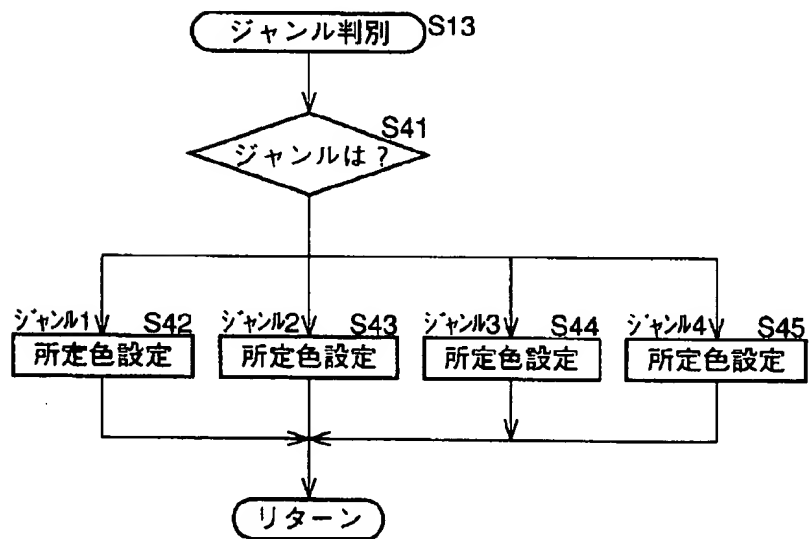 ジャンル判別 S13
S41
ジャンルは?
ジャンル1 S42 ジャンル2 S43 ジャンル3 S44 ジャンル4 S45
所定色設定 所定色設定 所定色設定 所定色設定
リターン